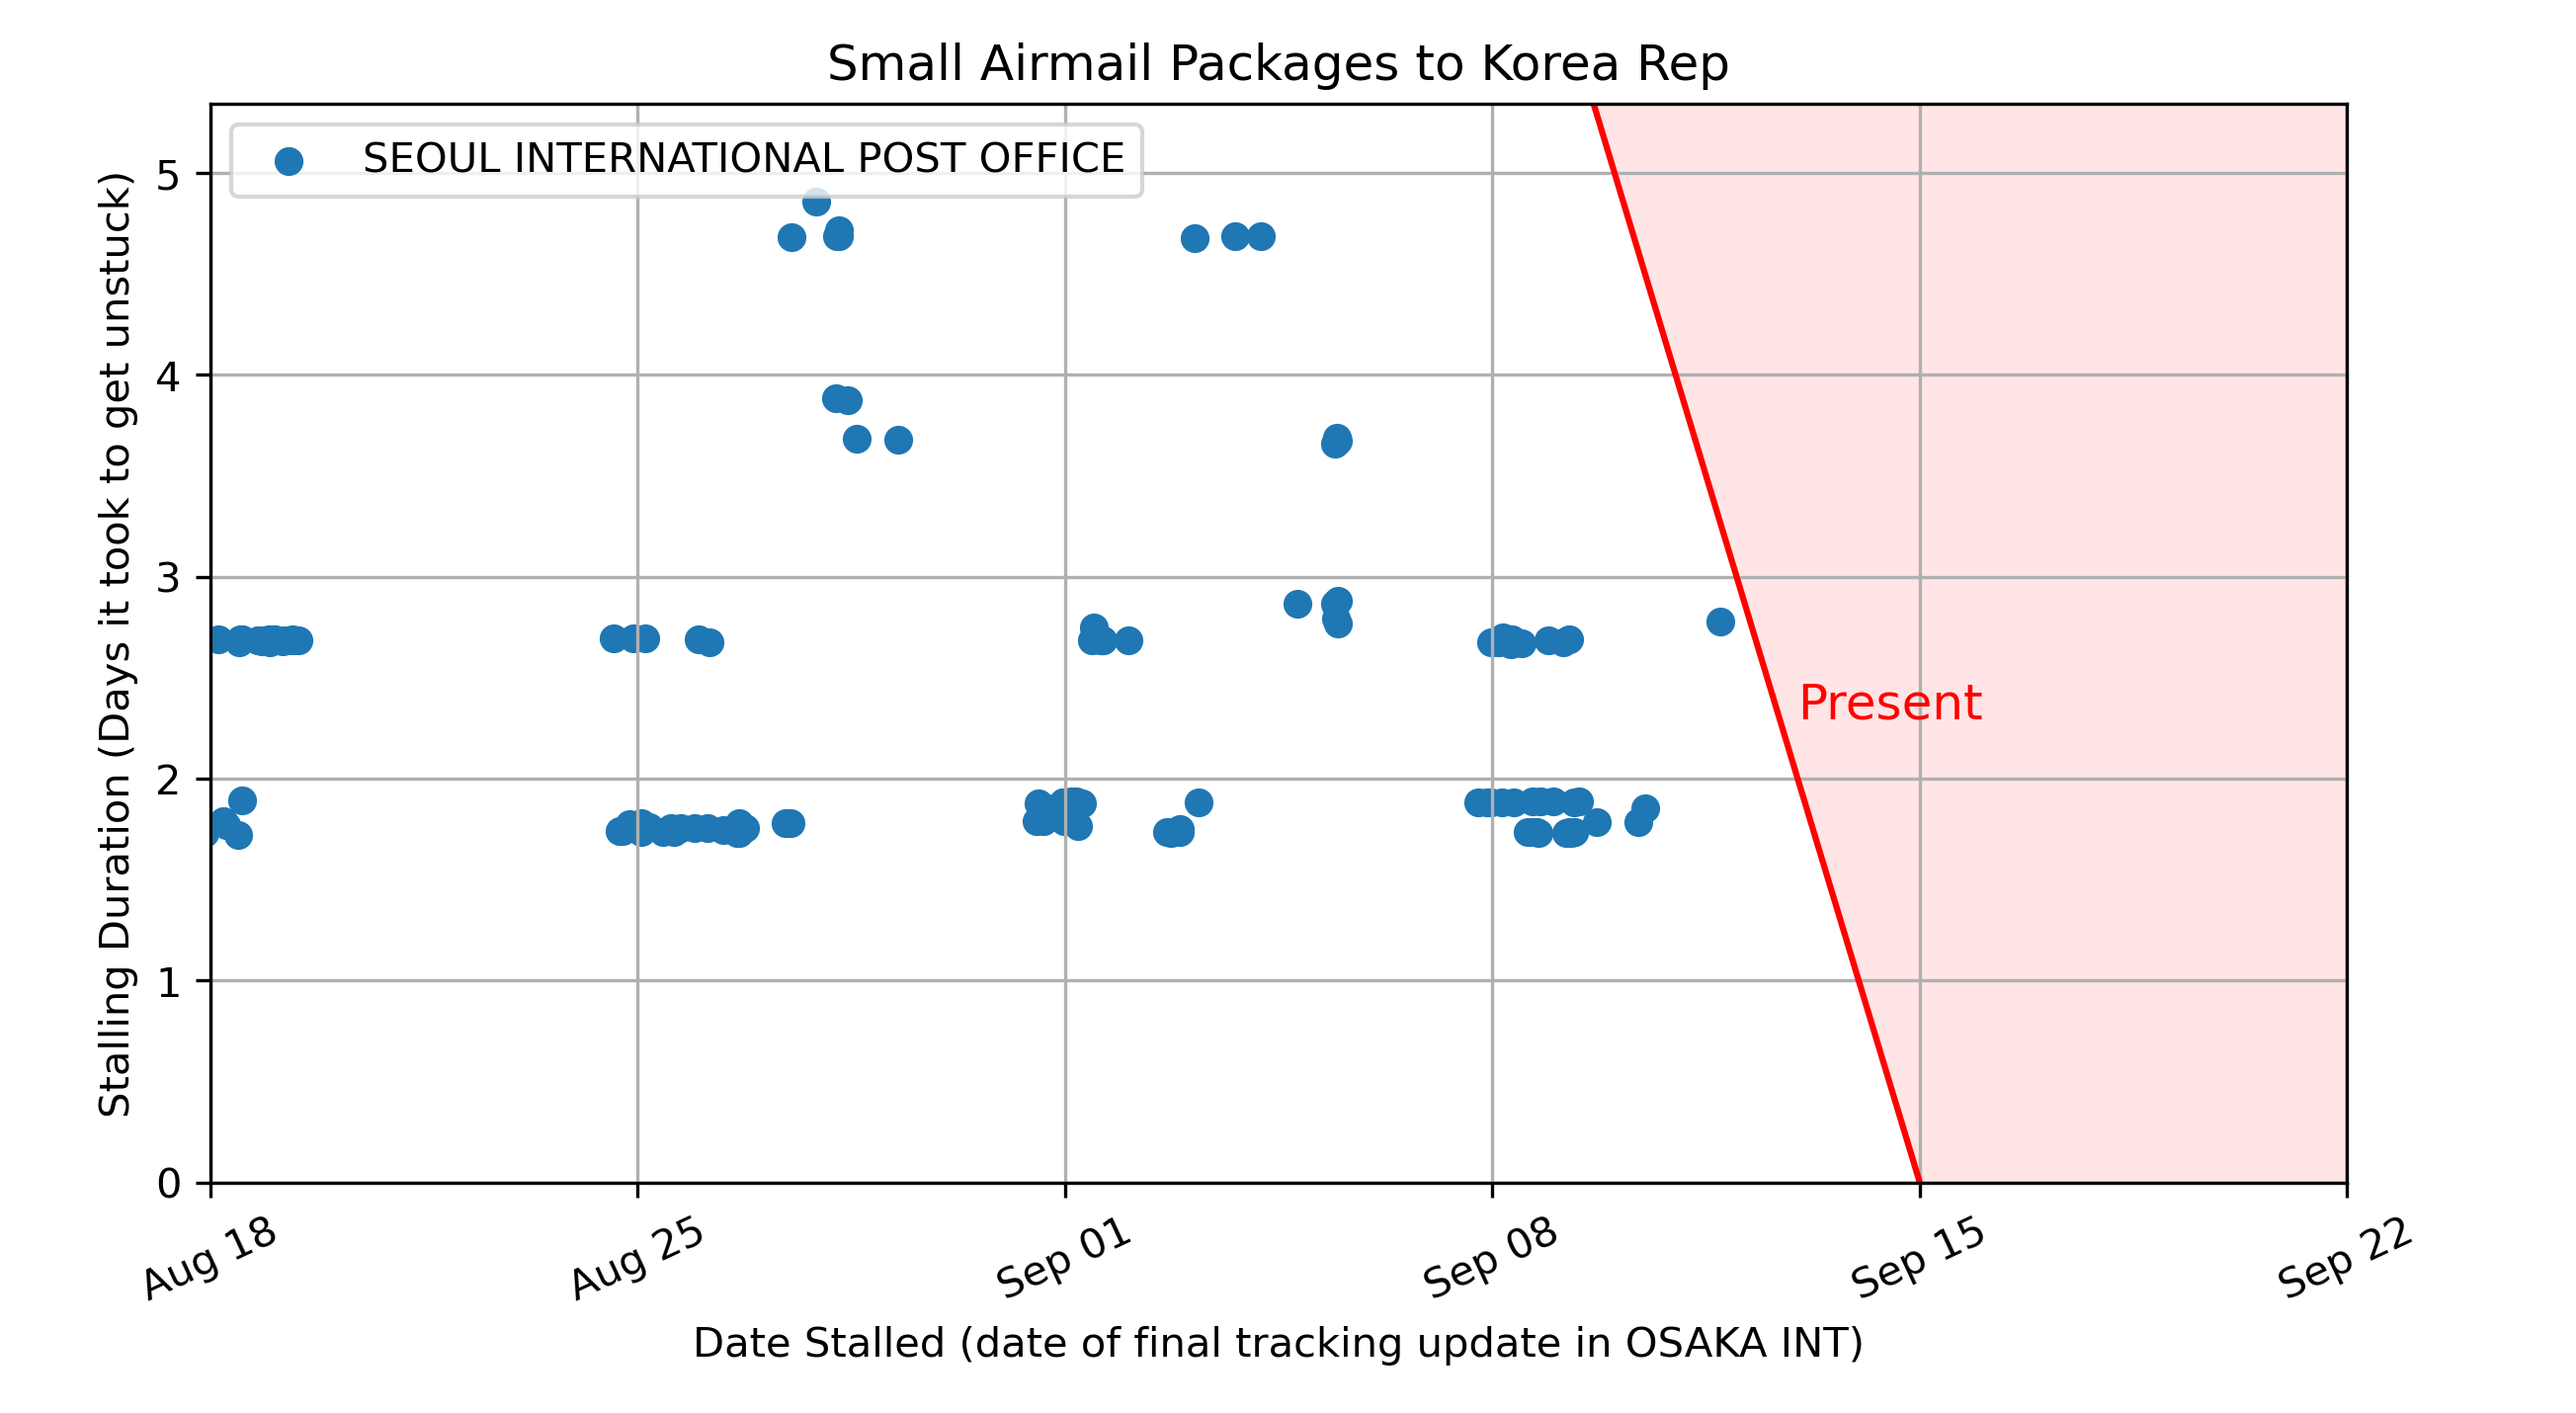 Small Airmail Packages to Korea Rep
SEOUL INTERNATIONAL POST OFFICE
Stalling Duration (Days it took to get unstuck)
5
4
3
2
1
0
Present
Aug 18
Aug 25
Sep 01
Sep 08
Sep 15
Sep 22
Date Stalled (date of final tracking update in OSAKA INT)